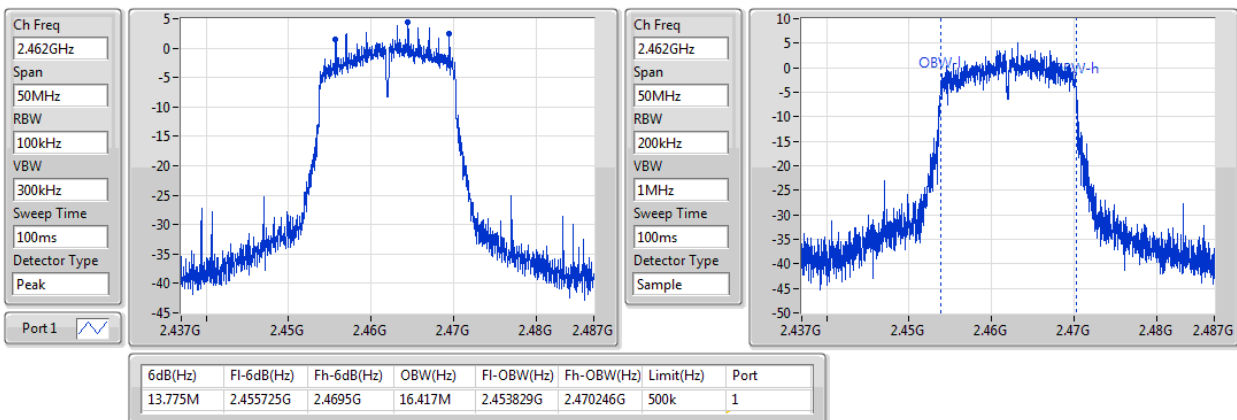 Ch Freq
2.462GHz
Span
50MHz
RBW
100kHz
VBW
300kHz
Sweep Time
100ms
Detector Type
Peak
Port 1
5
0
-5
-10
-15
-20
-25
-30
-35
-40
-45
2.437G 2.45G 2.46G 2.47G 2.48G 2.487G
Ch Freq
2.462GHz
Span
50MHz
RBW
200kHz
VBW
1MHz
Sweep Time
100ms
Detector Type
Sample
10
5
0
-5
-10
-15
-20
-25
-30
-35
-40
-45
-50
2.437G 2.45G 2.46G 2.47G 2.48G 2.487G
6dB(Hz) Fl-6dB(Hz) Fh-6dB(Hz) OBW(Hz) Fl-OBW(Hz) Fh-OBW(Hz) Limit(Hz) Port
13.775M 2.455725G 2.4695G 16.417M 2.453829G 2.470246G 500k 1